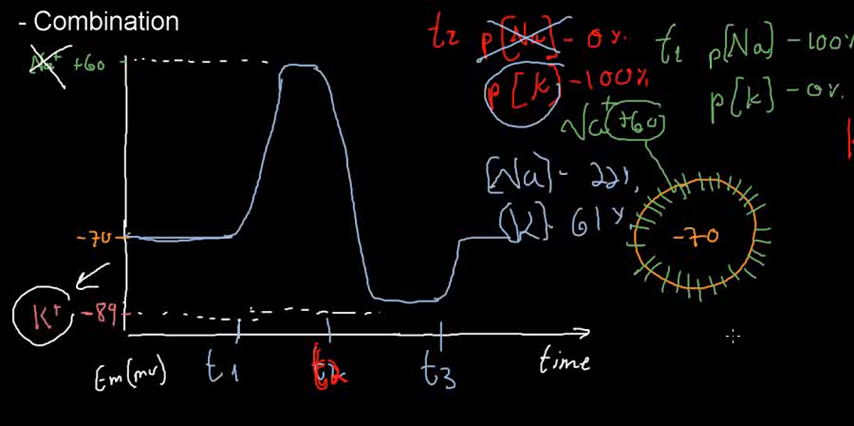 - Combination
Na⁺ +60
t2 p[Na] - 0%
p[K] - 100%
t1 p[Na] - 100%
p[K] - 0%
Na⁺ +60
[Na] - 22%
[K] - 61%
-70
-70
K⁺ -89
Em(mv) t1 t2 t3 time